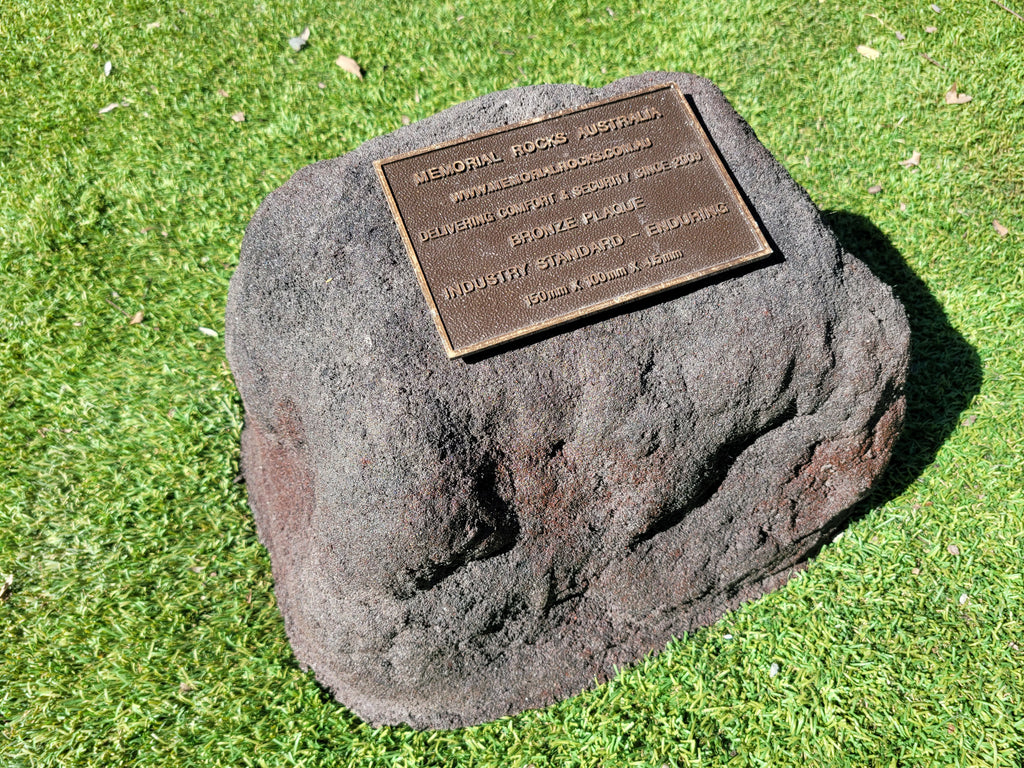 MEMORIAL ROCKS AUSTRALIA
WWW.MEMORIALROCKS.COM.AU
DELIVERING COMFORT & SECURITY SINCE 2003
BRONZE PLAQUE
INDUSTRY STANDARD - ENDURING
150mm X 100mm X 4.5mm